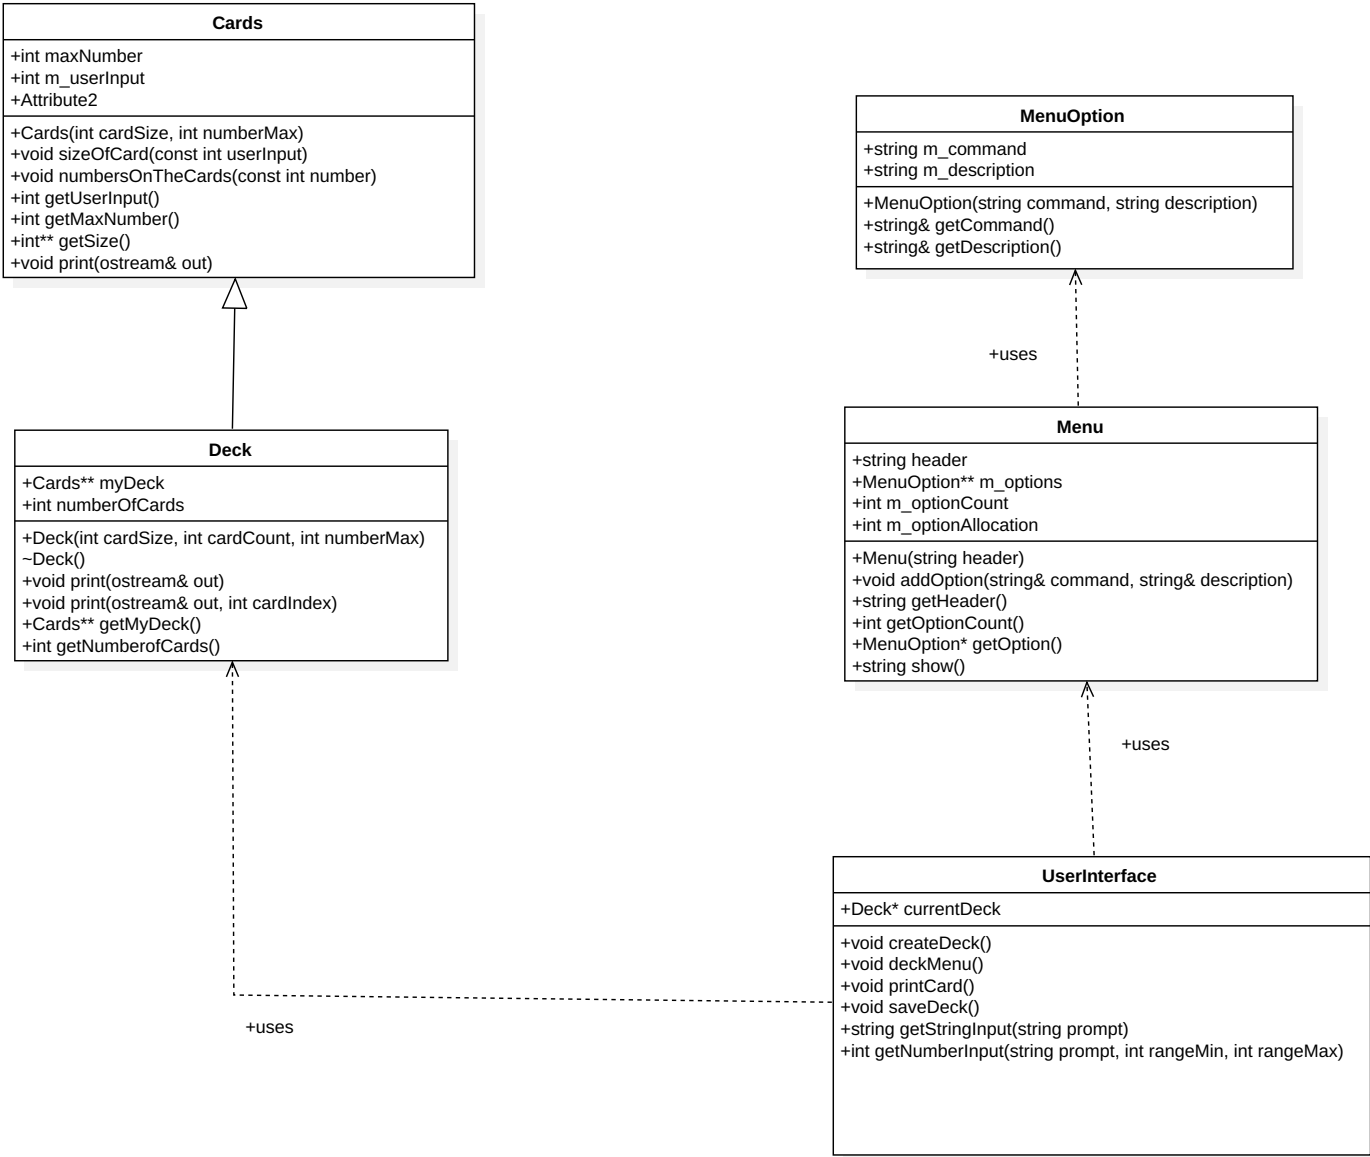 Cards
+int maxNumber
+int m_userInput
+Attribute2
+Cards(int cardSize, int numberMax)
+void sizeOfCard(const int userInput)
+void numbersOnTheCards(const int number)
+int getUserInput()
+int getMaxNumber()
+int** getSize()
+void print(ostream& out)
MenuOption
+string m_command
+string m_description
+MenuOption(string command, string description)
+string& getCommand()
+string& getDescription()
+uses
Deck
+Cards** myDeck
+int numberOfCards
+Deck(int cardSize, int cardCount, int numberMax)
~Deck()
+void print(ostream& out)
+void print(ostream& out, int cardIndex)
+Cards** getMyDeck()
+int getNumberofCards()
Menu
+string header
+MenuOption** m_options
+int m_optionCount
+int m_optionAllocation
+Menu(string header)
+void addOption(string& command, string& description)
+string getHeader()
+int getOptionCount()
+MenuOption* getOption()
+string show()
+uses
UserInterface
+Deck* currentDeck
+void createDeck()
+void deckMenu()
+void printCard()
+void saveDeck()
+string getStringInput(string prompt)
+int getNumberInput(string prompt, int rangeMin, int rangeMax)
+uses